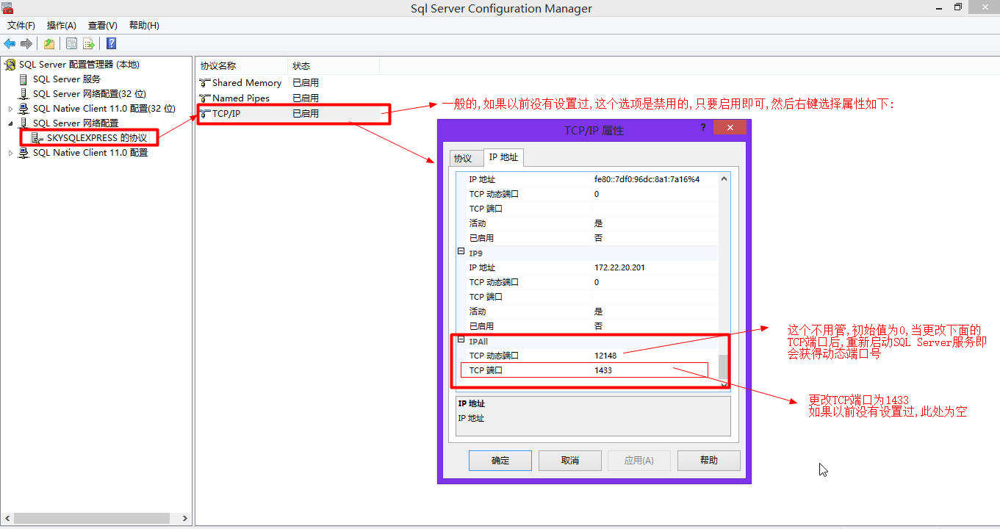 Sql Server Configuration Manager
文件(F) 操作(A) 查看(V) 帮助(H)
SQL Server 配置管理器 (本地)
SQL Server 服务
SQL Server 网络配置(32 位)
SQL Native Client 11.0 配置(32 位)
SQL Server 网络配置
SKYSQLEXPRESS 的协议
SQL Native Client 11.0 配置
协议名称 状态
Shared Memory 已启用
Named Pipes 已启用
TCP/IP 已启用
一般的,如果以前没有设置过,这个选项是禁用的,只要启用即可,然后右键选择属性如下:
TCP/IP 属性
?
协议 IP 地址
IP 地址 fe80::7df0:96dc:8a1:7a16%4
TCP 动态端口 0
TCP 端口
活动 是
已启用 否
IP9
IP 地址 172.22.20.201
TCP 动态端口 0
TCP 端口
活动 是
已启用 否
IPAll
TCP 动态端口 12148
TCP 端口 1433
IP 地址
IP 地址
确定 取消 应用(A) 帮助
这个不用管,初始值为0,当更改下面的
TCP端口后,重新启动SQL Server服务即
会获得动态端口号
更改TCP端口为1433
如果以前没有设置过,此处为空